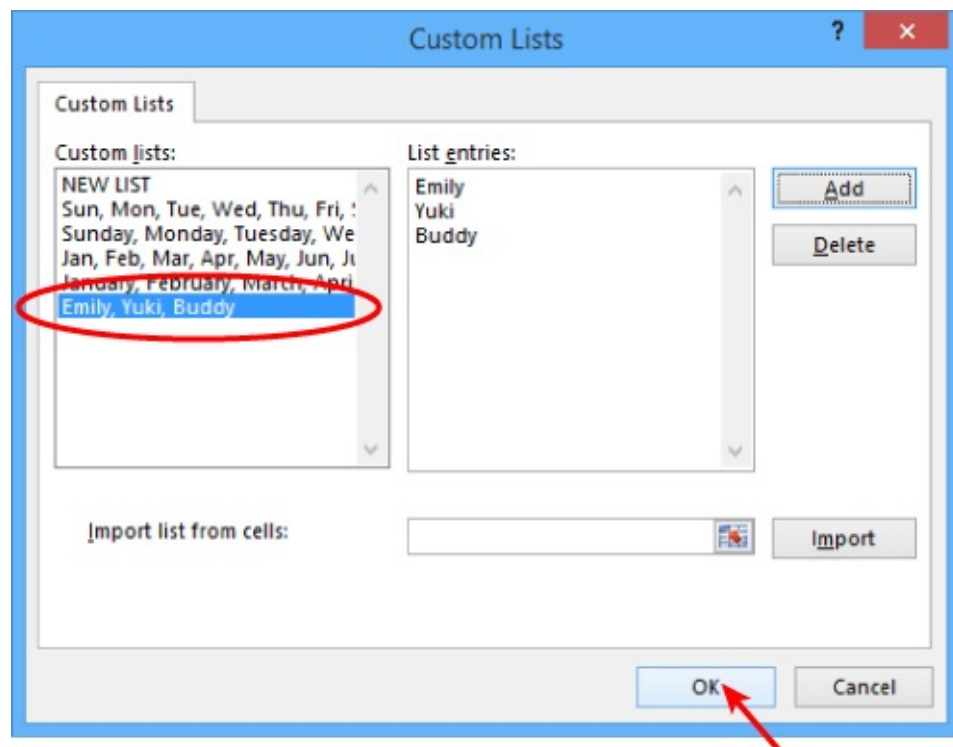 Custom Lists
?
Custom Lists
Custom lists:
NEW LIST
Sun, Mon, Tue, Wed, Thu, Fri,
Sunday, Monday, Tuesday, We
Jan, Feb, Mar, Apr, May, Jun, Ju
January, February, March, Apri
Emily, Yuki, Buddy
List entries:
Emily
Yuki
Buddy
Add
Delete
Import list from cells:
Import
OK
Cancel